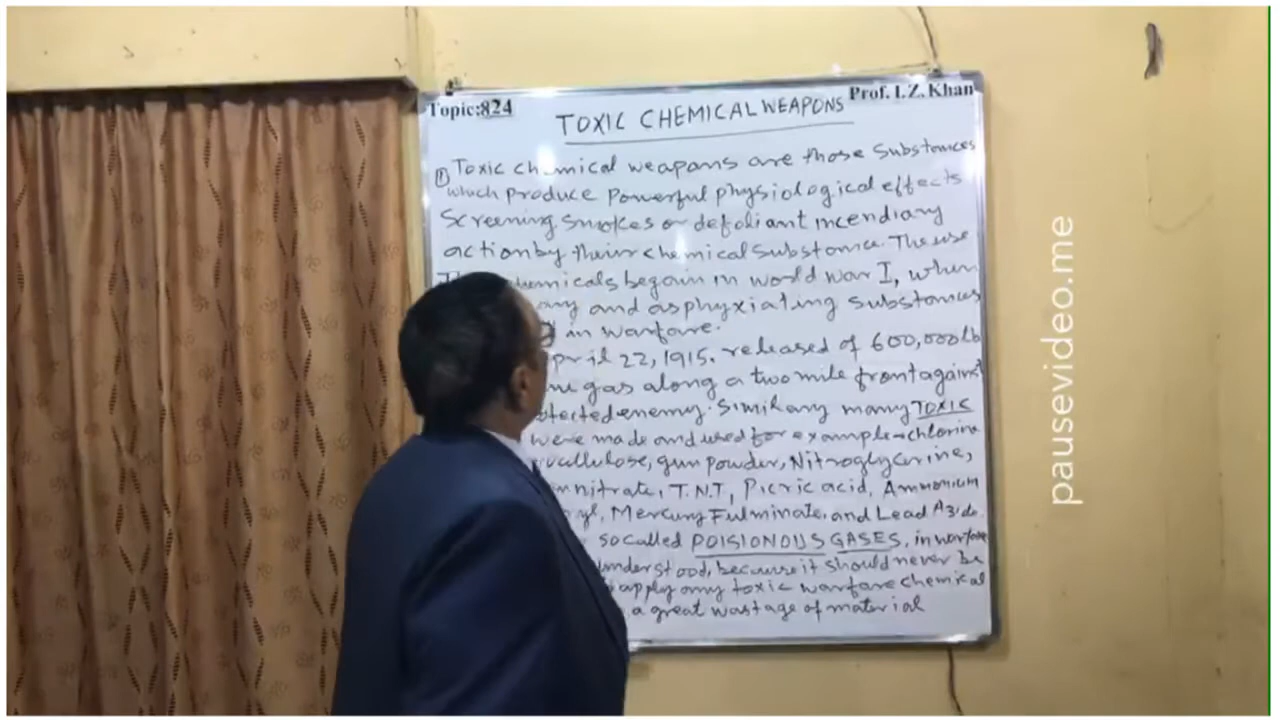 Topic:824
Prof. I.Z. Khan
TOXIC CHEMICAL WEAPONS
① Toxic chemical weapons are those Substances
which produce Powerful physiological effects
Screening, smokes or defoliant incendiary
action by their chemical substance. The use
chemicals begain in world war I, when
and asphyxiating substances
in warfare.
22, 1915. released of 600,000 lb
gas along a two mile front against
enemy. Similary many TOXIC
were made and used for example → chlorine
gun powder, Nitroglycerine,
nitrate, T.N.T, Picric acid, Ammonium
Mercury Fulminate, and Lead Azide
so called POISIONOUS GASES, in warfare
understood, because it should never be
apply any toxic warfare chemical
a great wastage of material
pausevideo.me